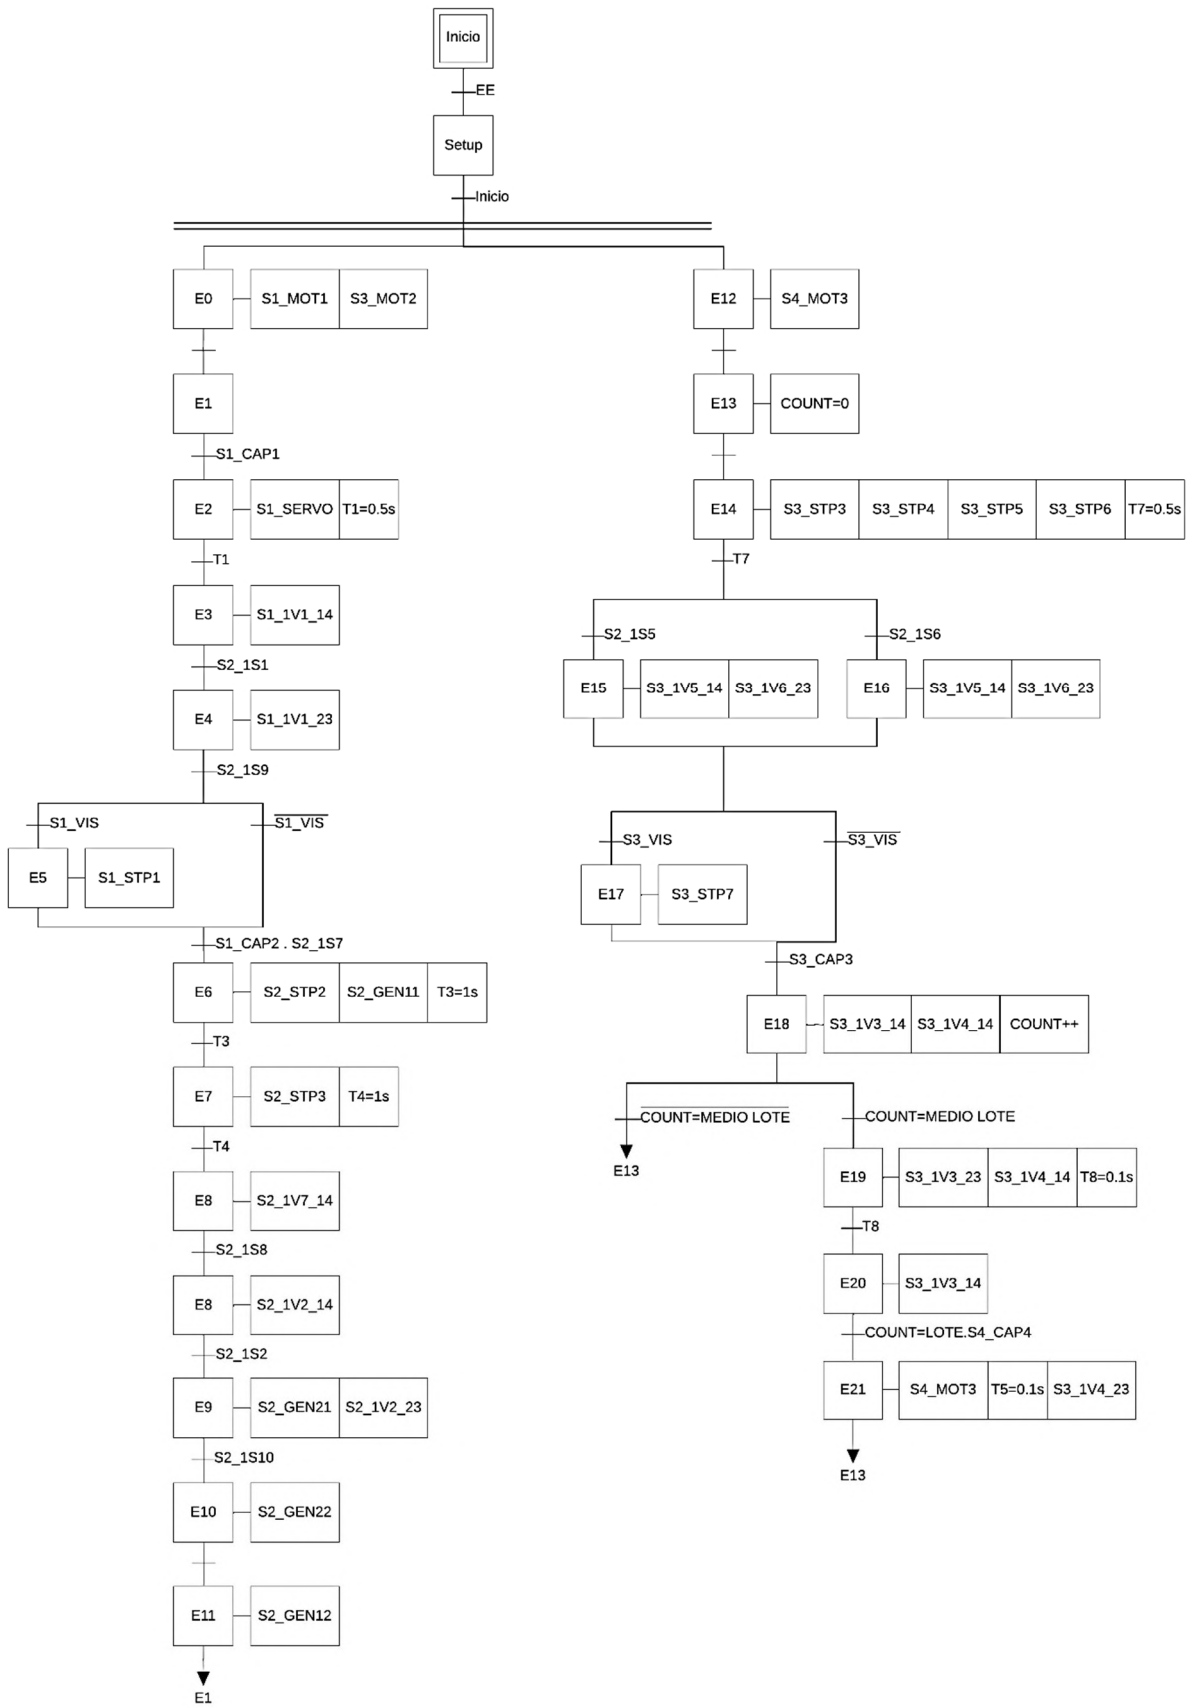 Inicio
EE
Setup
Inicio
E0 S1_MOT1 S3_MOT2
E1
S1_CAP1
E2 S1_SERVO T1=0.5s
T1
E3 S1_1V1_14
S2_1S1
E4 S1_1V1_23
S2_1S9
S1_VIS S1_VIS
E5 S1_STP1
S1_CAP2 . S2_1S7
E6 S2_STP2 S2_GEN11 T3=1s
T3
E7 S2_STP3 T4=1s
T4
E8 S2_1V7_14
S2_1S8
E8 S2_1V2_14
S2_1S2
E9 S2_GEN21 S2_1V2_23
S2_1S10
E10 S2_GEN22
E11 S2_GEN12
E1
E12 S4_MOT3
E13 COUNT=0
E14 S3_STP3 S3_STP4 S3_STP5 S3_STP6 T7=0.5s
T7
S2_1S5 S2_1S6
E15 S3_1V5_14 S3_1V6_23 E16 S3_1V5_14 S3_1V6_23
S3_VIS S3_VIS
E17 S3_STP7
S3_CAP3
E18 S3_1V3_14 S3_1V4_14 COUNT++
COUNT=MEDIO LOTE COUNT=MEDIO LOTE
E13
E19 S3_1V3_23 S3_1V4_14 T8=0.1s
T8
E20 S3_1V3_14
COUNT=LOTE.S4_CAP4
E21 S4_MOT3 T5=0.1s S3_1V4_23
E13